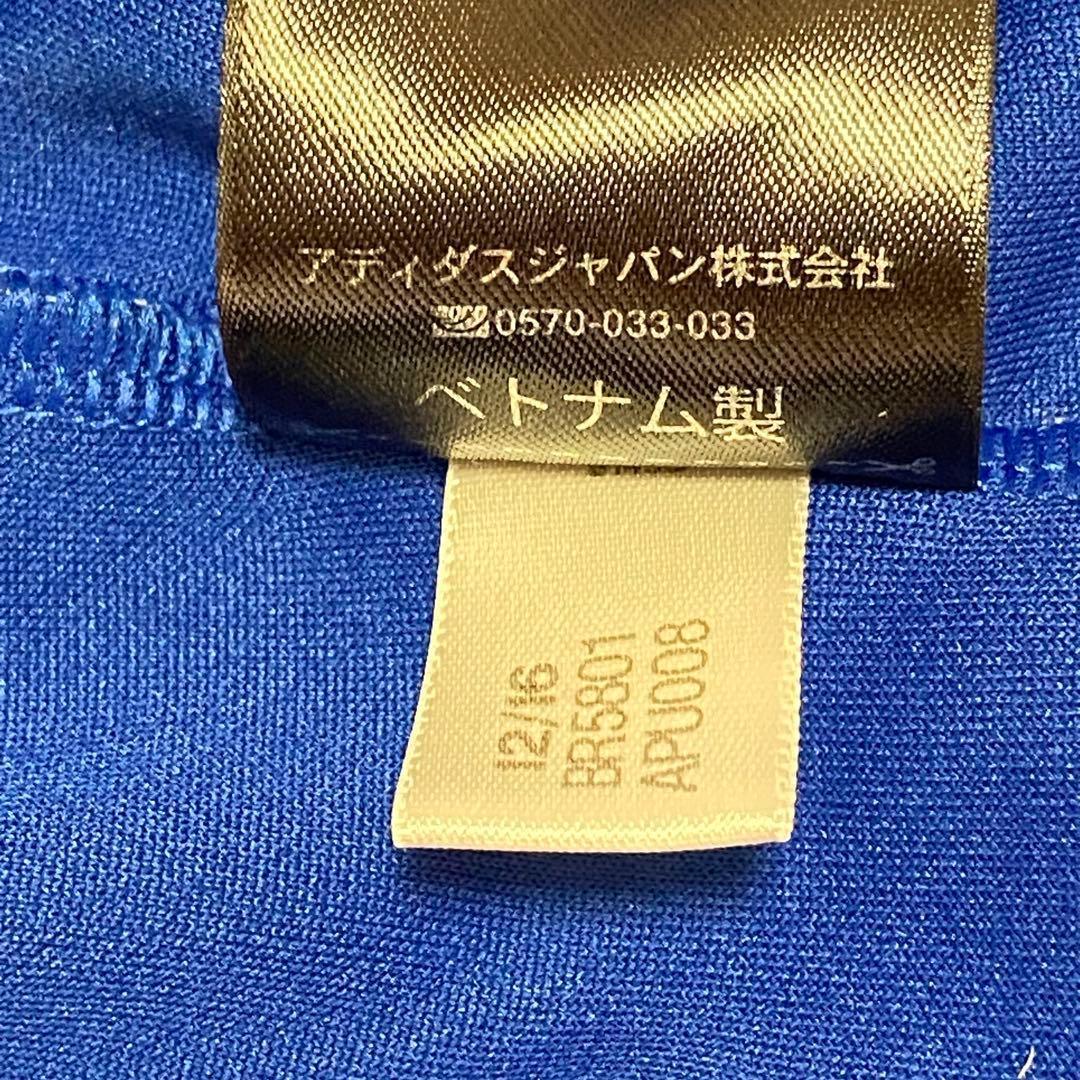 アディダスジャパン株式会社
0570-033-033
ベトナム製
12/16
BR5801
APU008